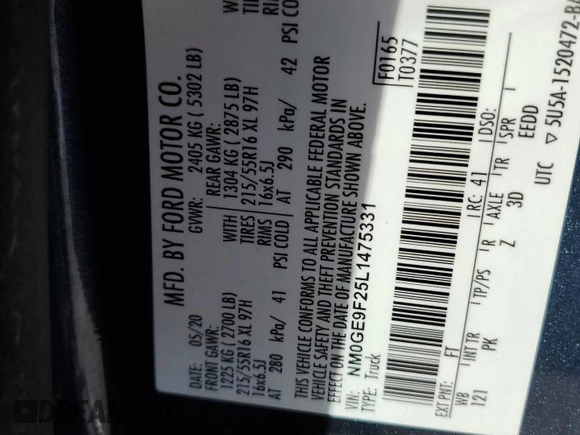 MFD. BY FORD MOTOR CO.
DATE: 05/20 GVWR: 2405 KG ( 5302 LB)
FRONT GAWR: REAR GAWR:
1225 KG ( 2700 LB) WITH 1304 KG ( 2875 LB) WITH
215/55R16 XL 97H TIRES 215/55R16 XL 97H
16x6.5J RIMS 16x6.5J
AT 280 kPa/ 41 PSI COLD AT 290 kPa/ 42 PSI CO
THIS VEHICLE CONFORMS TO ALL APPLICABLE FEDERAL MOTOR
VEHICLE SAFETY AND THEFT PREVENTION STANDARDS IN
EFFECT ON THE DATE OF MANUFACTURE SHOWN ABOVE.
VIN: NM0GE9F25L1475331
TYPE: Truck
F0165
T0377
EXT PNT: FT RC: 41 DSO:
WB INT TR TP/PS R AXLE TR SPR
121 PK Z 3D EEDD
UTC 5U5A-1520472-B